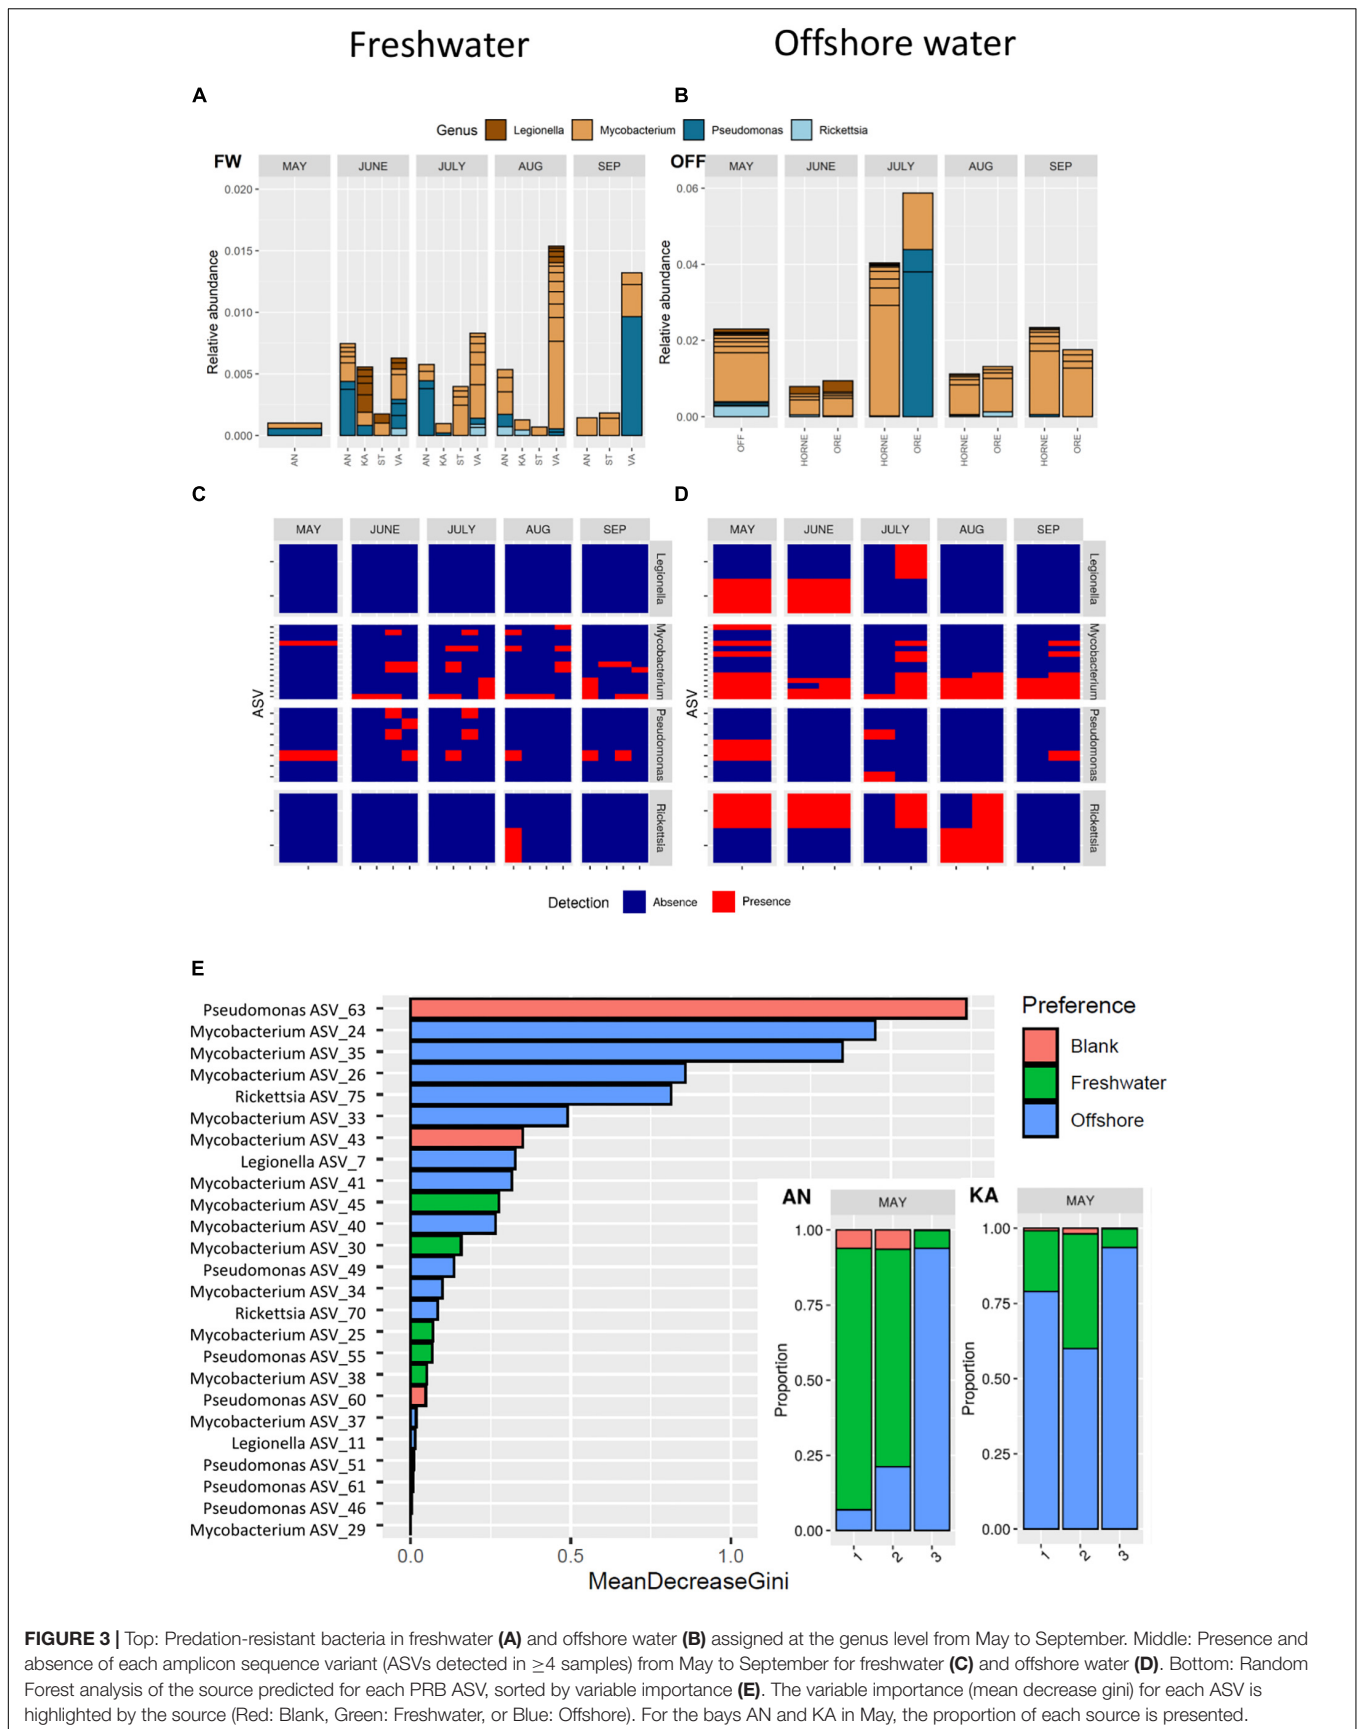 Freshwater
Offshore water
A
B
Genus Legionella Mycobacterium Pseudomonas Rickettsia
FW
MAY JUNE JULY AUG SEP
0.020
0.015
0.010
0.005
0.000
Relative abundance
AN AN KA ST VA AN KA ST VA AN KA ST VA AN ST VA
OFF
MAY JUNE JULY AUG SEP
0.06
0.04
0.02
0.00
Relative abundance
OFF HORNE ORE HORNE ORE HORNE ORE HORNE ORE
C
D
MAY JUNE JULY AUG SEP
Legionella
Mycobacterium
Pseudomonas
Rickettsia
ASV
MAY JUNE JULY AUG SEP
Legionella
Mycobacterium
Pseudomonas
Rickettsia
ASV
Detection Absence Presence
E
Pseudomonas ASV_63
Mycobacterium ASV_24
Mycobacterium ASV_35
Mycobacterium ASV_26
Rickettsia ASV_75
Mycobacterium ASV_33
Mycobacterium ASV_43
Legionella ASV_7
Mycobacterium ASV_41
Mycobacterium ASV_45
Mycobacterium ASV_40
Mycobacterium ASV_30
Pseudomonas ASV_49
Mycobacterium ASV_34
Rickettsia ASV_70
Mycobacterium ASV_25
Pseudomonas ASV_55
Mycobacterium ASV_38
Pseudomonas ASV_60
Mycobacterium ASV_37
Legionella ASV_11
Pseudomonas ASV_51
Pseudomonas ASV_61
Pseudomonas ASV_46
Mycobacterium ASV_29
0.0 0.5 1.0
MeanDecreaseGini
Preference
Blank
Freshwater
Offshore
AN
MAY
1.00
0.75
0.50
0.25
0.00
Proportion
1 2 3
KA
MAY
1.00
0.75
0.50
0.25
0.00
Proportion
1 2 3
FIGURE 3 | Top: Predation-resistant bacteria in freshwater (A) and offshore water (B) assigned at the genus level from May to September. Middle: Presence and
absence of each amplicon sequence variant (ASVs detected in ≥4 samples) from May to September for freshwater (C) and offshore water (D). Bottom: Random
Forest analysis of the source predicted for each PRB ASV, sorted by variable importance (E). The variable importance (mean decrease gini) for each ASV is
highlighted by the source (Red: Blank, Green: Freshwater, or Blue: Offshore). For the bays AN and KA in May, the proportion of each source is presented.